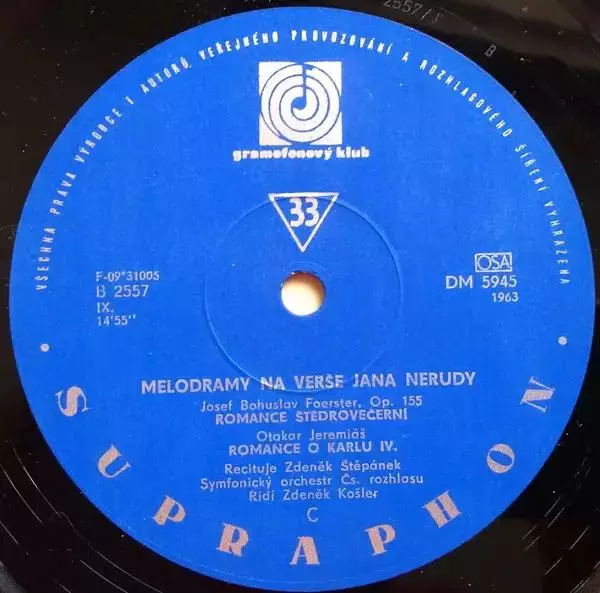 2557/1
B
VŠECHNA PRÁVA VÝROBCE I AUTORŮ, VEŘEJNÉHO PROVOZOVÁNÍ A ROZHLASOVÉHO ŠÍŘENÍ VYHRAZENA
gramofonový klub
33
F-09*31005
B 2557
IX.
14'55"
OSA
DM 5945
1963
MELODRAMY NA VERŠE JANA NERUDY
Josef Bohuslav Foerster, Op. 155
ROMANCE ŠTĚDROVEČERNÍ
Otakar Jeremiáš
ROMANCE O KARLU IV.
Recituje Zdeněk Štěpánek
Symfonický orchestr Čs. rozhlasu
Řídí Zdeněk Košler
C
• SUPRAPHON •